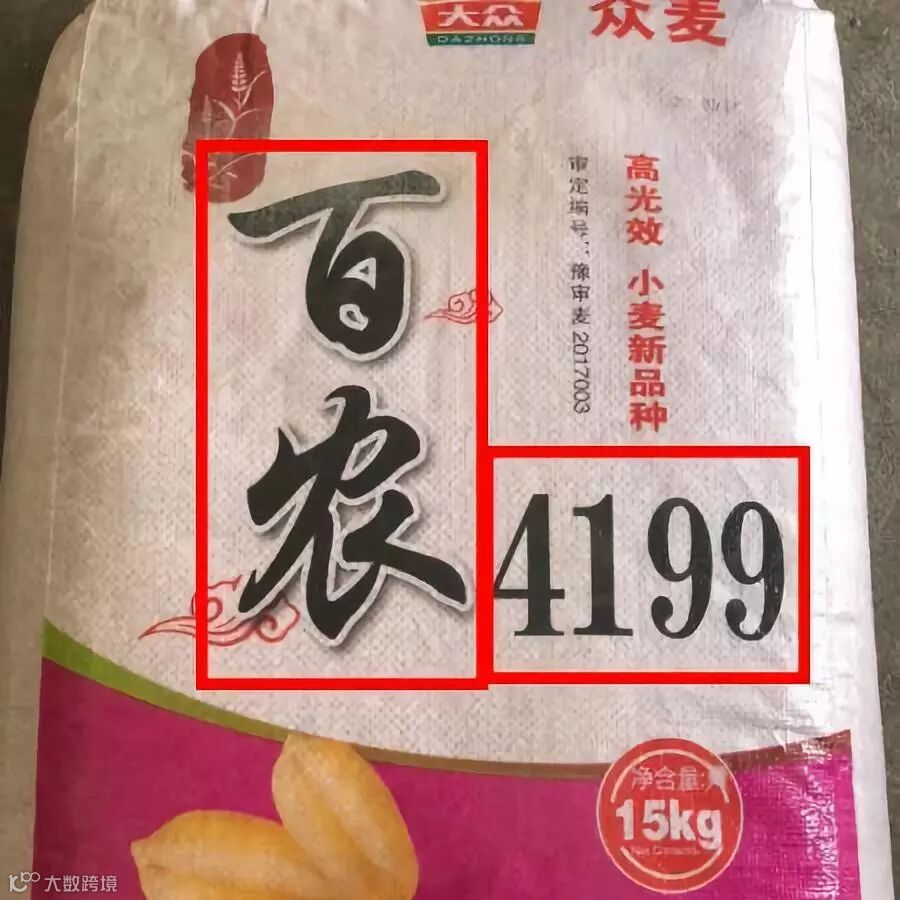 大众
DAZHONG
众麦
高光效 小麦新品种
审定编号：豫审麦2017003
百农
4199
净含量：
15kg
大数跨境